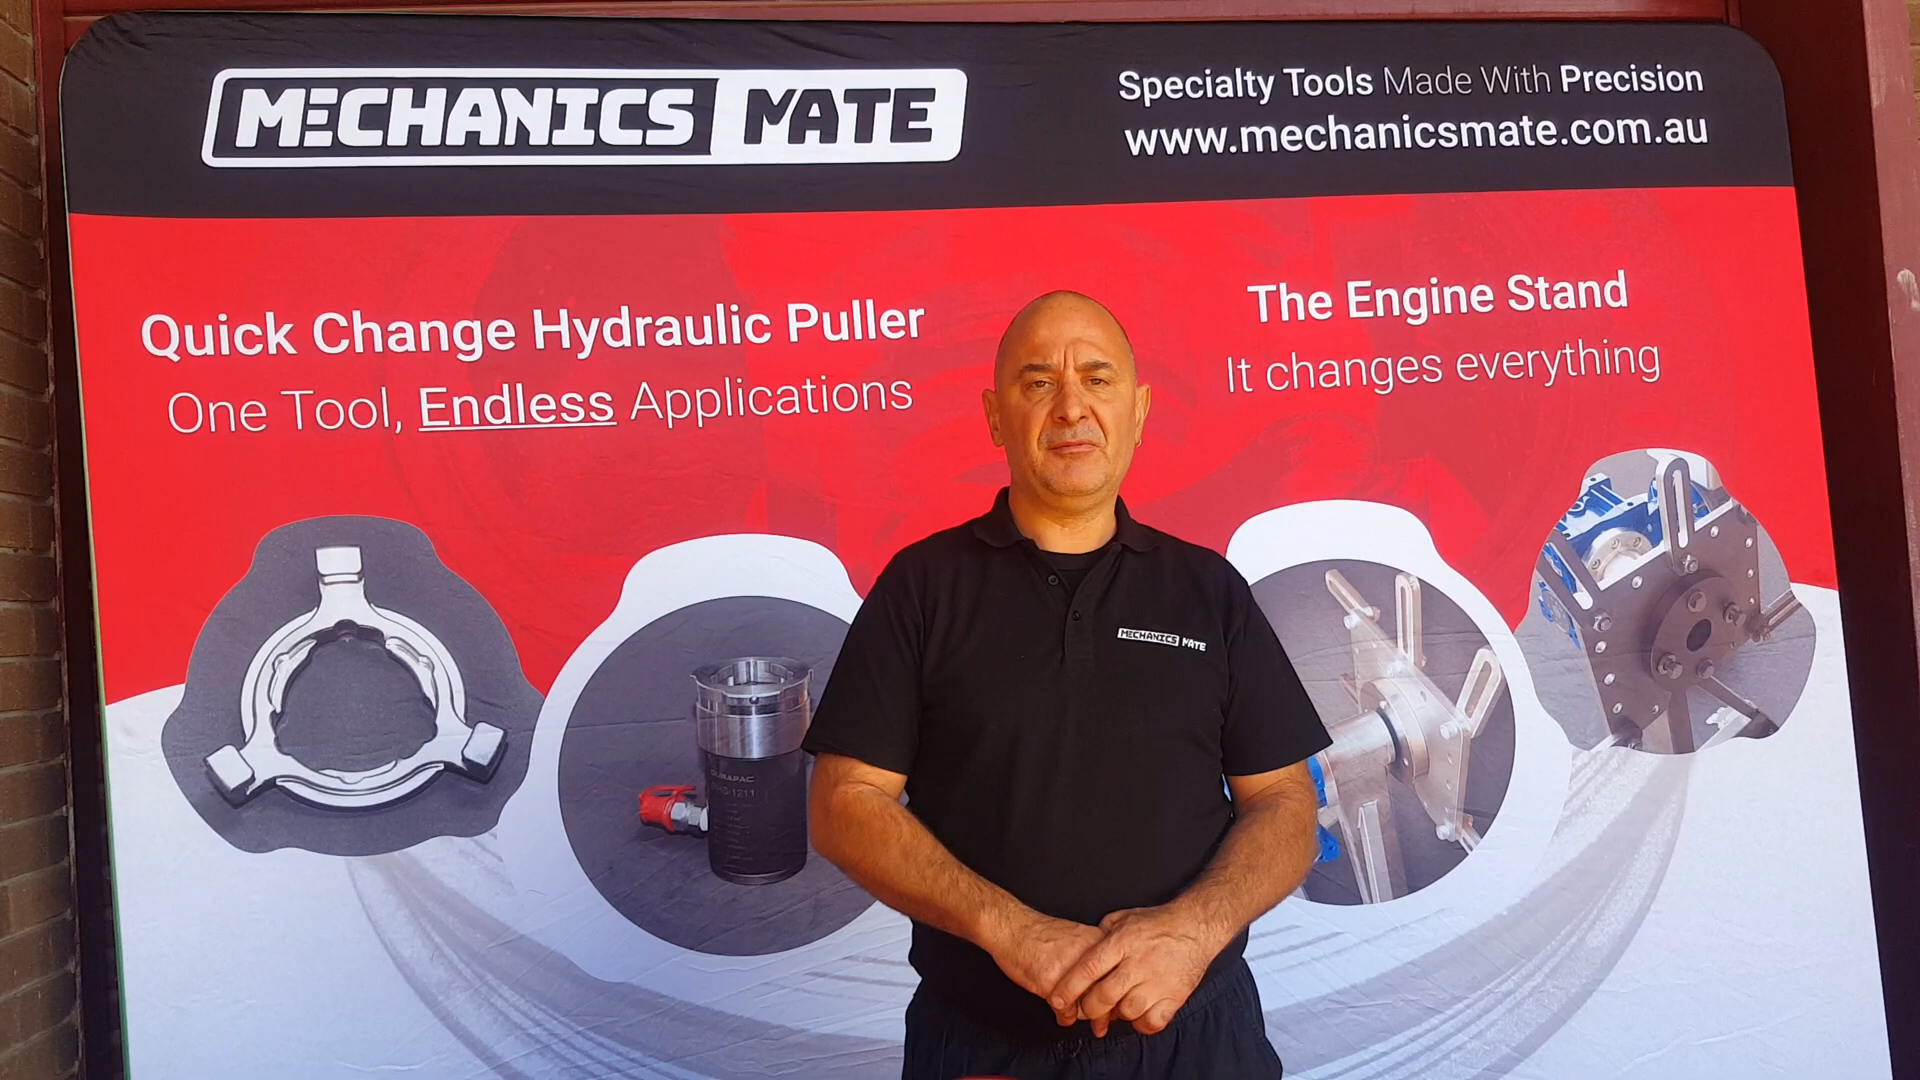 MECHANICS MATE
Specialty Tools Made With Precision
www.mechanicsmate.com.au
Quick Change Hydraulic Puller
One Tool, Endless Applications
The Engine Stand
It changes everything
MECHANICS MATE
DURAPAC